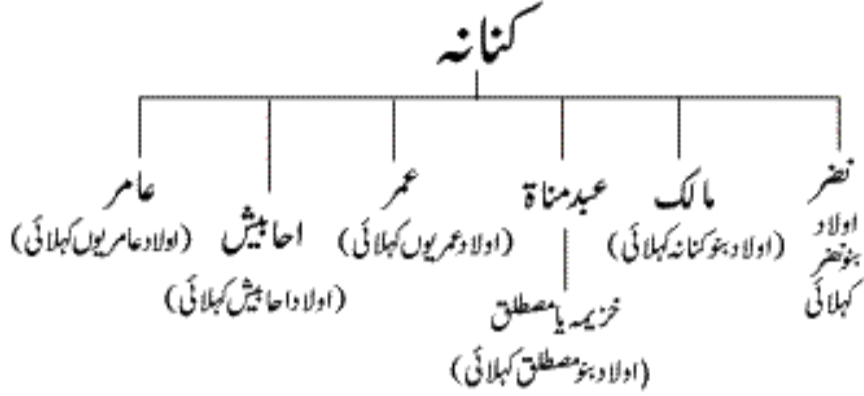 کنانہ
نضر
اولاد
بنو نضر
کہلائی
مالک
(اولاد بنو کنانہ کہلائی)
عبد مناۃ
خزیمہ یا مصطلق
(اولاد بنو مصطلق کہلائی)
عمر
(اولاد عمریوں کہلائی)
احابیش
(اولاد احابیش کہلائی)
عامر
(اولاد عامریوں کہلائی)